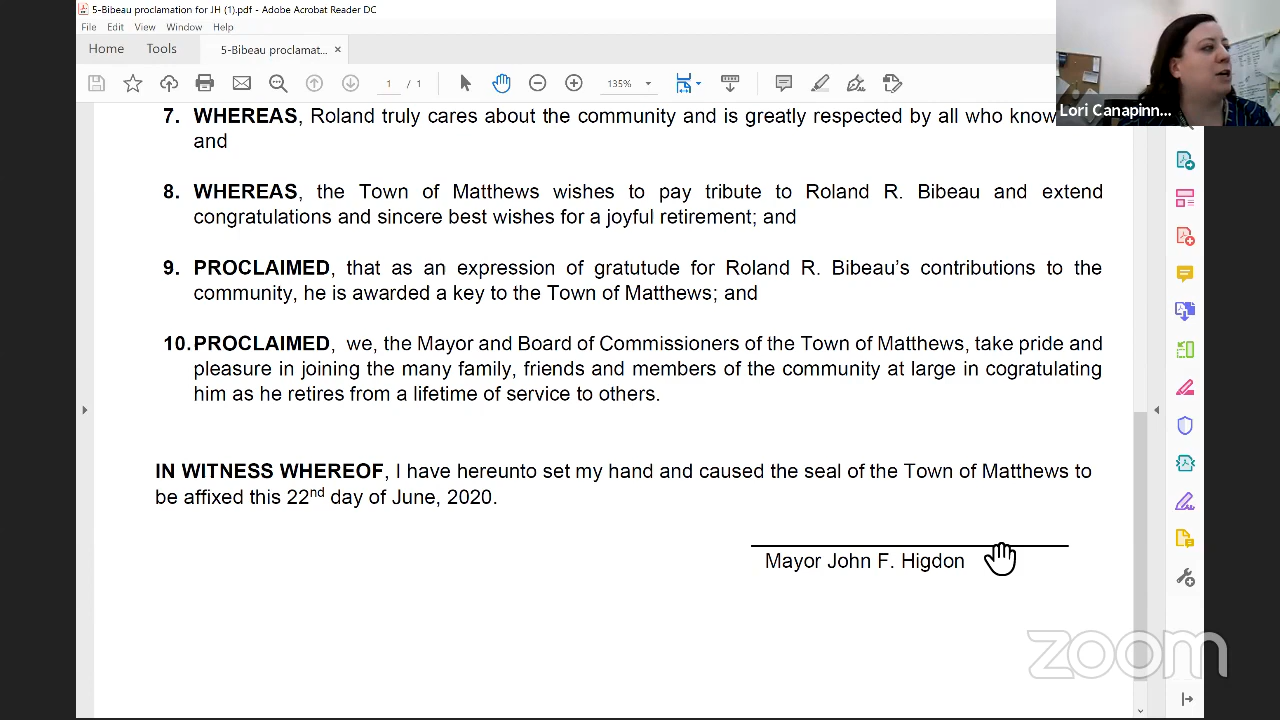 5-Bibeau proclamation for JH (1).pdf - Adobe Acrobat Reader DC
File Edit View Window Help
Home Tools 5-Bibeau proclamat... ×
1 / 1 135%
Lori Canapinn...
7. WHEREAS, Roland truly cares about the community and is greatly respected by all who know
and
8. WHEREAS, the Town of Matthews wishes to pay tribute to Roland R. Bibeau and extend
congratulations and sincere best wishes for a joyful retirement; and
9. PROCLAIMED, that as an expression of gratutude for Roland R. Bibeau’s contributions to the
community, he is awarded a key to the Town of Matthews; and
10. PROCLAIMED, we, the Mayor and Board of Commissioners of the Town of Matthews, take pride and
pleasure in joining the many family, friends and members of the community at large in cogratulating
him as he retires from a lifetime of service to others.
IN WITNESS WHEREOF, I have hereunto set my hand and caused the seal of the Town of Matthews to
be affixed this 22nd day of June, 2020.
Mayor John F. Higdon
zoom